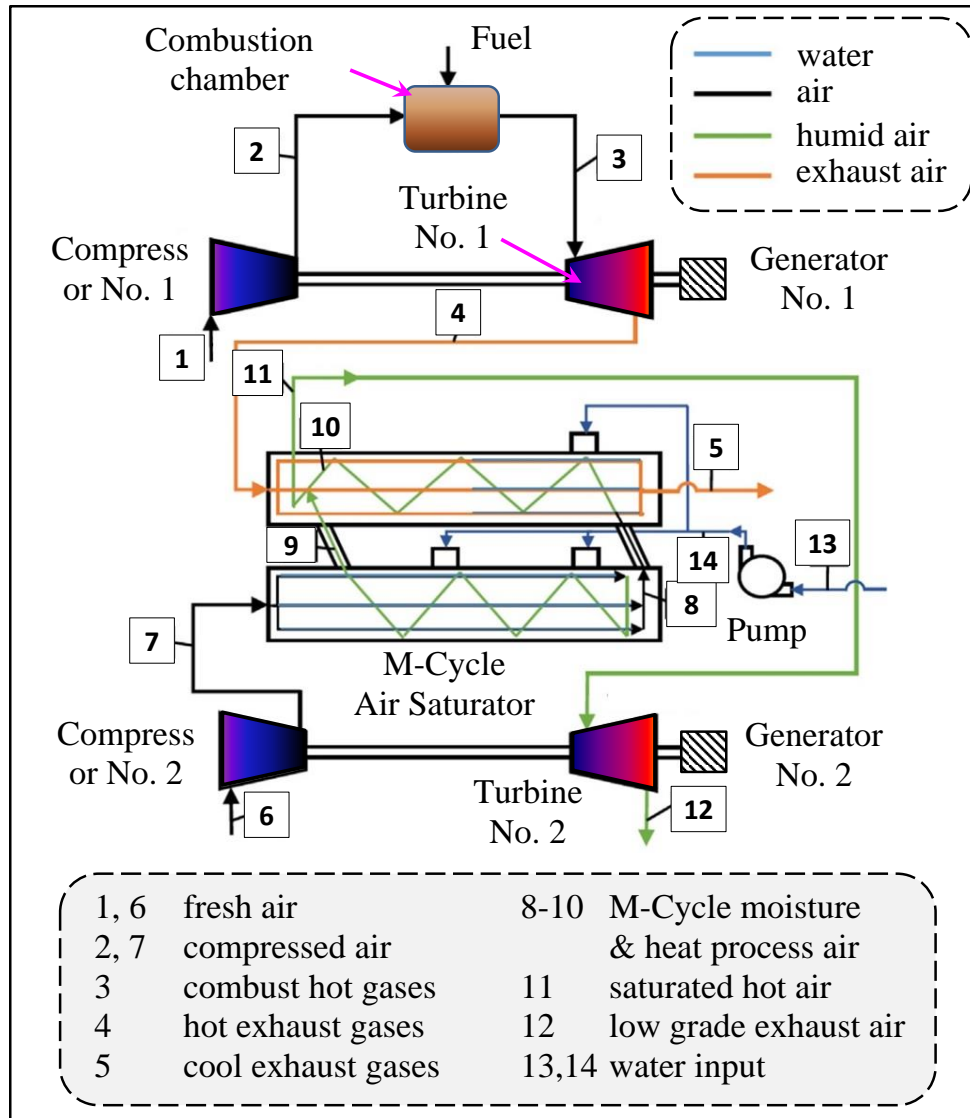 Combustion
chamber
Fuel
water
air
humid air
exhaust air
2
3
Turbine
No. 1
Compress
or No. 1
Generator
No. 1
4
1
11
10
5
9
14
13
8
Pump
7
M-Cycle
Air Saturator
Compress
or No. 2
Generator
No. 2
Turbine
No. 2
6
12
1, 6 fresh air
2, 7 compressed air
3 combust hot gases
4 hot exhaust gases
5 cool exhaust gases
8-10 M-Cycle moisture
& heat process air
11 saturated hot air
12 low grade exhaust air
13,14 water input